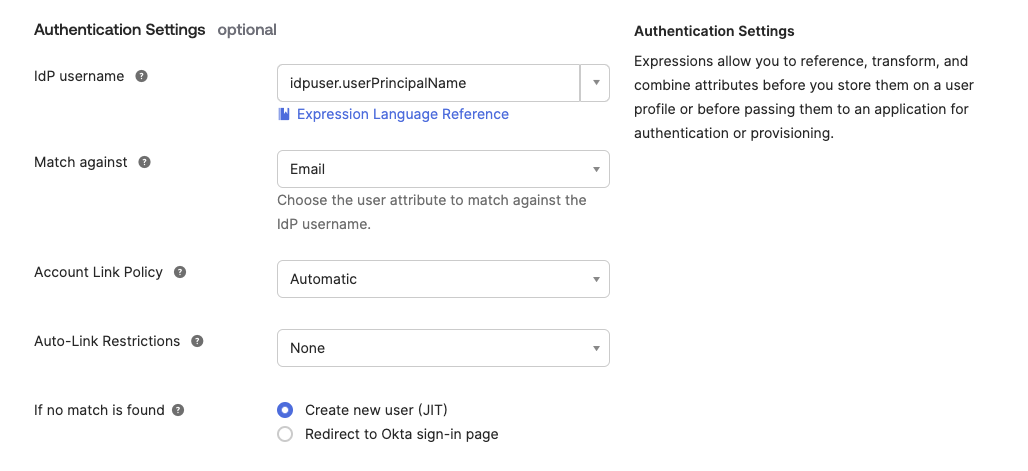 Authentication Settings optional
IdP username ?
idpuser.userPrincipalName
Expression Language Reference
Match against ?
Email
Choose the user attribute to match against the
IdP username.
Account Link Policy ?
Automatic
Auto-Link Restrictions ?
None
If no match is found ?
Create new user (JIT)
Redirect to Okta sign-in page
Authentication Settings
Expressions allow you to reference, transform, and
combine attributes before you store them on a user
profile or before passing them to an application for
authentication or provisioning.